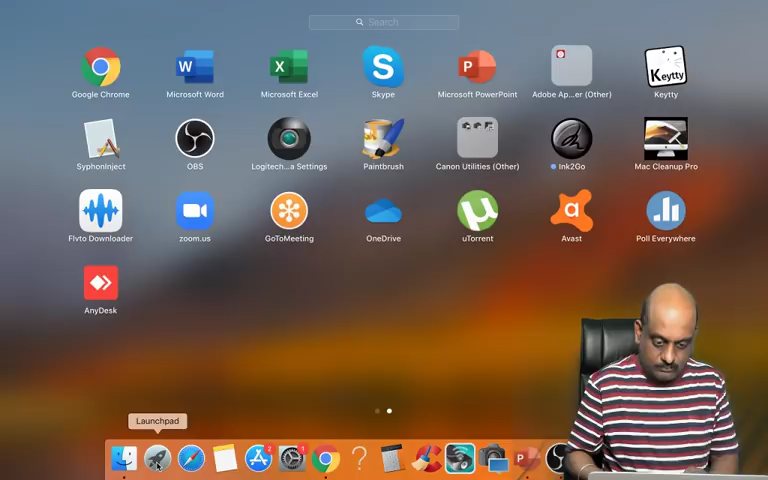 Search
Google Chrome
Microsoft Word
Microsoft Excel
Skype
Microsoft PowerPoint
Adobe Ap...er (Other)
Keytty
SyphonInject
OBS
Logitech...a Settings
Paintbrush
Canon Utilities (Other)
Ink2Go
Mac Cleanup Pro
Flvto Downloader
zoom.us
GoToMeeting
OneDrive
uTorrent
Avast
Poll Everywhere
AnyDesk
Launchpad